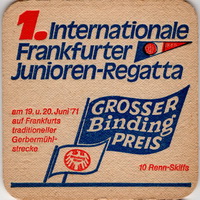 1. Internationale
Frankfurter
Junioren-Regatta
am 19. u. 20. Juni '71
auf Frankfurts
traditioneller
Gerbermühl-
strecke
GROSSER
Binding
PREIS
10 Renn-Skiffs